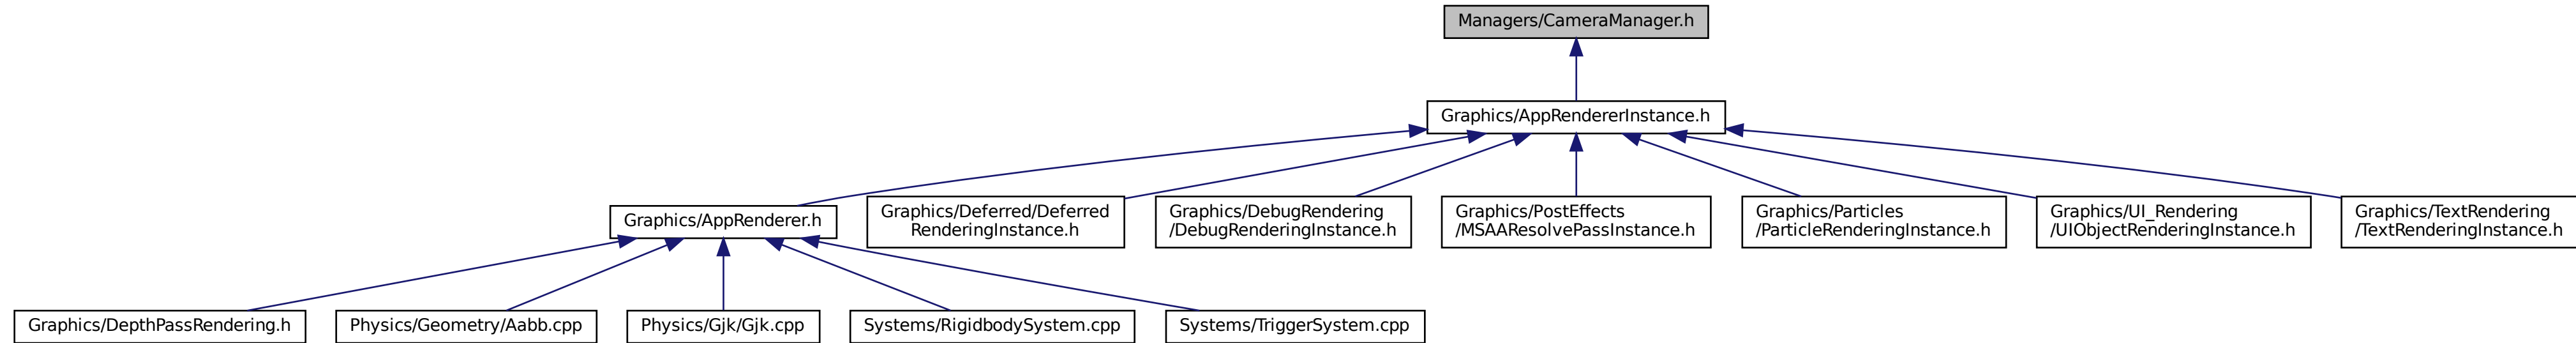 Managers/CameraManager.h
Graphics/AppRendererInstance.h
Graphics/AppRenderer.h
Graphics/Deferred/Deferred
RenderingInstance.h
Graphics/DebugRendering
/DebugRenderingInstance.h
Graphics/PostEffects
/MSAAResolvePassInstance.h
Graphics/Particles
/ParticleRenderingInstance.h
Graphics/UI_Rendering
/UIObjectRenderingInstance.h
Graphics/TextRendering
/TextRenderingInstance.h
Graphics/DepthPassRendering.h
Physics/Geometry/Aabb.cpp
Physics/Gjk/Gjk.cpp
Systems/RigidbodySystem.cpp
Systems/TriggerSystem.cpp